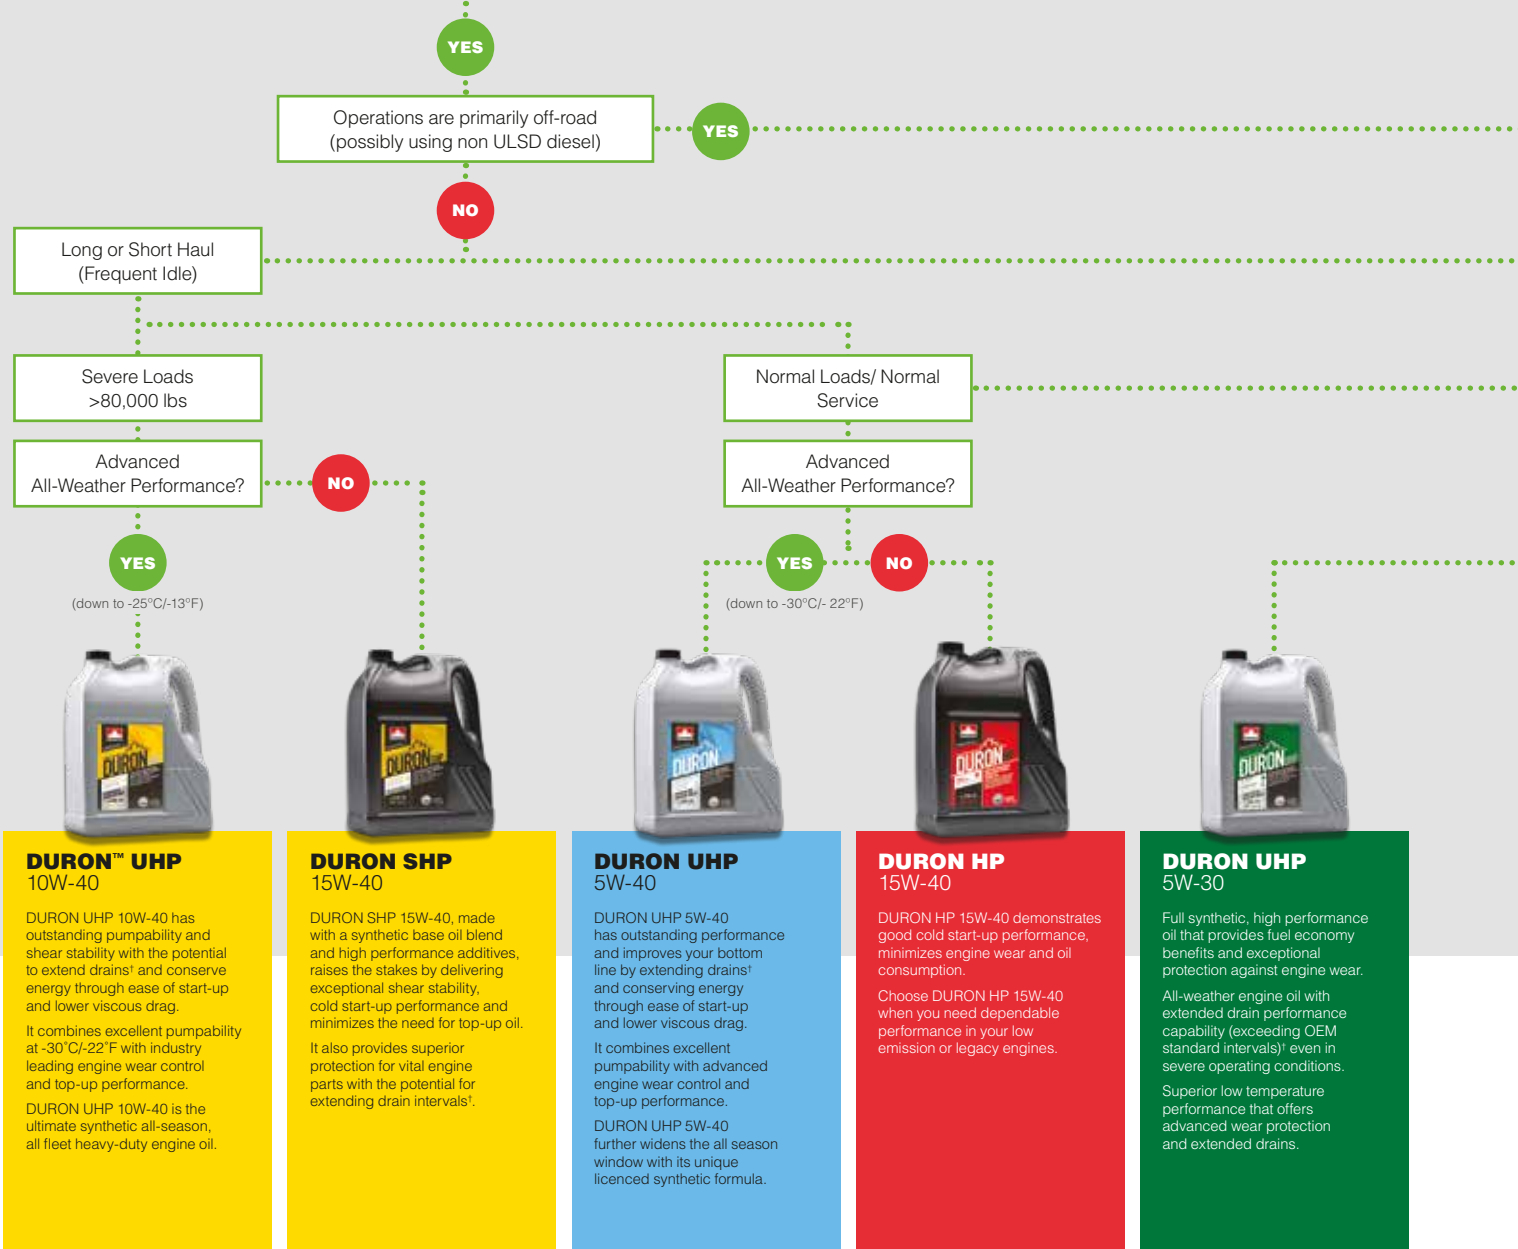 YES
Operations are primarily off-road
(possibly using non ULSD diesel)
YES
NO
Long or Short Haul
(Frequent Idle)
Severe Loads
>80,000 lbs
Normal Loads/ Normal
Service
Advanced
All-Weather Performance?
NO
Advanced
All-Weather Performance?
YES
(down to -25°C/-13°F)
YES
NO
(down to -30°C/- 22°F)
DURON
DURON
DURON
DURON
DURON
DURON™ UHP
10W-40
DURON UHP 10W-40 has
outstanding pumpability and
shear stability with the potential
to extend drains† and conserve
energy through ease of start-up
and lower viscous drag.
It combines excellent pumpability
at -30˚C/-22˚F with industry
leading engine wear control
and top-up performance.
DURON UHP 10W-40 is the
ultimate synthetic all-season,
all fleet heavy-duty engine oil.
DURON SHP
15W-40
DURON SHP 15W-40, made
with a synthetic base oil blend
and high performance additives,
raises the stakes by delivering
exceptional shear stability,
cold start-up performance and
minimizes the need for top-up oil.
It also provides superior
protection for vital engine
parts with the potential for
extending drain intervals†.
DURON UHP
5W-40
DURON UHP 5W-40
has outstanding performance
and improves your bottom
line by extending drains†
and conserving energy
through ease of start-up
and lower viscous drag.
It combines excellent
pumpability with advanced
engine wear control and
top-up performance.
DURON UHP 5W-40
further widens the all season
window with its unique
licenced synthetic formula.
DURON HP
15W-40
DURON HP 15W-40 demonstrates
good cold start-up performance,
minimizes engine wear and oil
consumption.
Choose DURON HP 15W-40
when you need dependable
performance in your low
emission or legacy engines.
DURON UHP
5W-30
Full synthetic, high performance
oil that provides fuel economy
benefits and exceptional
protection against engine wear.
All-weather engine oil with
extended drain performance
capability (exceeding OEM
standard intervals)† even in
severe operating conditions.
Superior low temperature
performance that offers
advanced wear protection
and extended drains.